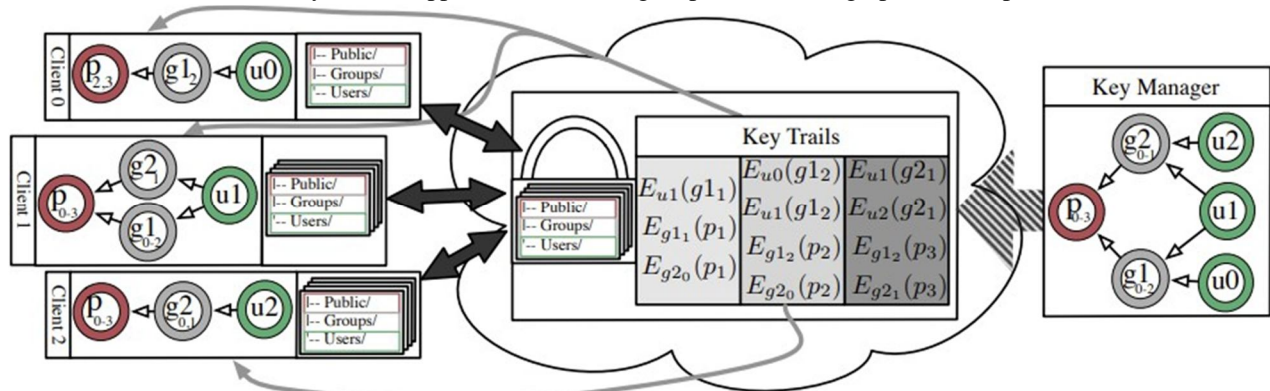 Client 0
p2,3
g12
u0
|-- Public/
|-- Groups/
'-- Users/
Client 1
p0-3
g21
g10-2
u1
|-- Public/
|-- Groups/
'-- Users/
Client 2
p0-3
g20,1
u2
|-- Public/
|-- Groups/
'-- Users/
|-- Public/
|-- Groups/
'-- Users/
Key Trails
Eu1(g11)
Eg11(p1)
Eg20(p1)
Eu0(g12)
Eu1(g12)
Eg12(p2)
Eg20(p2)
Eu1(g21)
Eu2(g21)
Eg12(p3)
Eg21(p3)
Key Manager
g20-1
u2
p0-3
u1
g10-2
u0